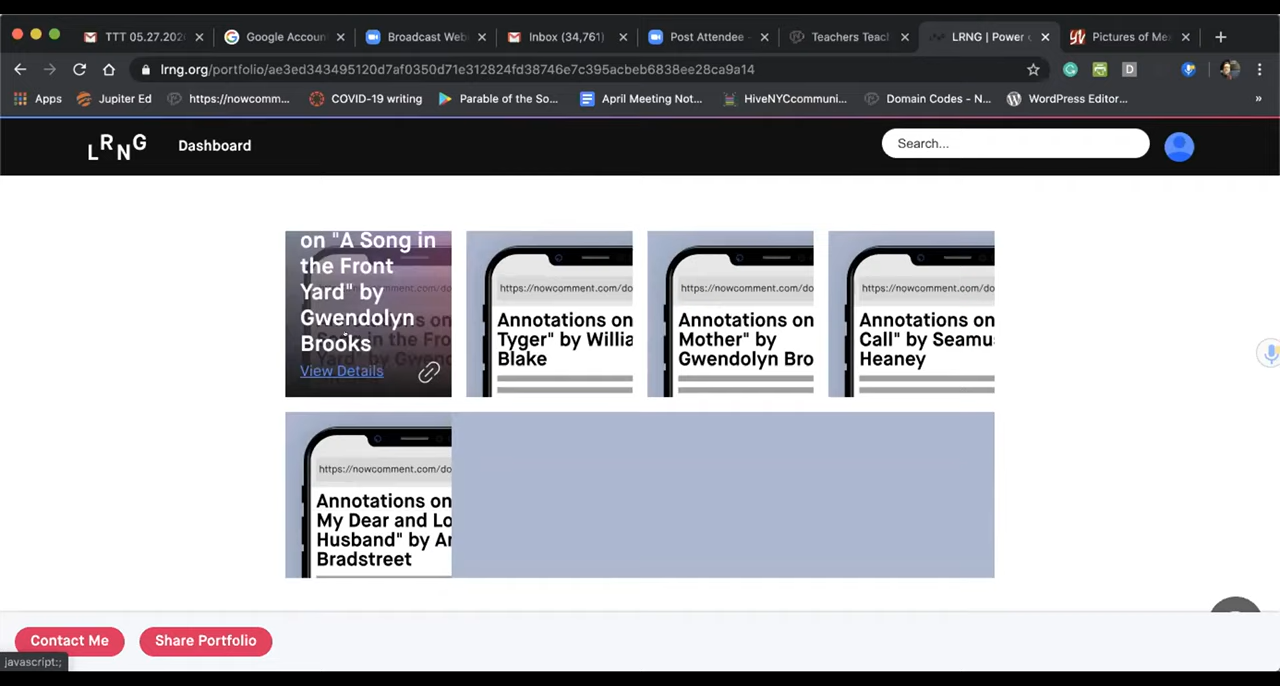 TTT 05.27.202
Google Accoun
Broadcast Web
Inbox (34,761)
Post Attendee -
Teachers Teac
LRNG | Power o
Pictures of Me
lrng.org/portfolio/ae3ed343495120d7af0350d71e312824fd38746e7c395acbeb6838ee28ca9a14
Apps
Jupiter Ed
https://nowcomm...
COVID-19 writing
Parable of the So...
April Meeting Not...
HiveNYCcommuni...
Domain Codes - N...
WordPress Editor...
»
LRNG
Dashboard
Search...
on "A Song in
the Front
Yard" by
Gwendolyn
Brooks
View Details
https://nowcomment.com/do
Annotations on
Tyger" by Willia
Blake
https://nowcomment.com/do
Annotations on
Mother" by
Gwendolyn Bro
https://nowcomment.com/do
Annotations on
Call" by Seamu
Heaney
https://nowcomment.com/do
Annotations on
My Dear and Lo
Husband" by An
Bradstreet
Contact Me
Share Portfolio
javascript:;